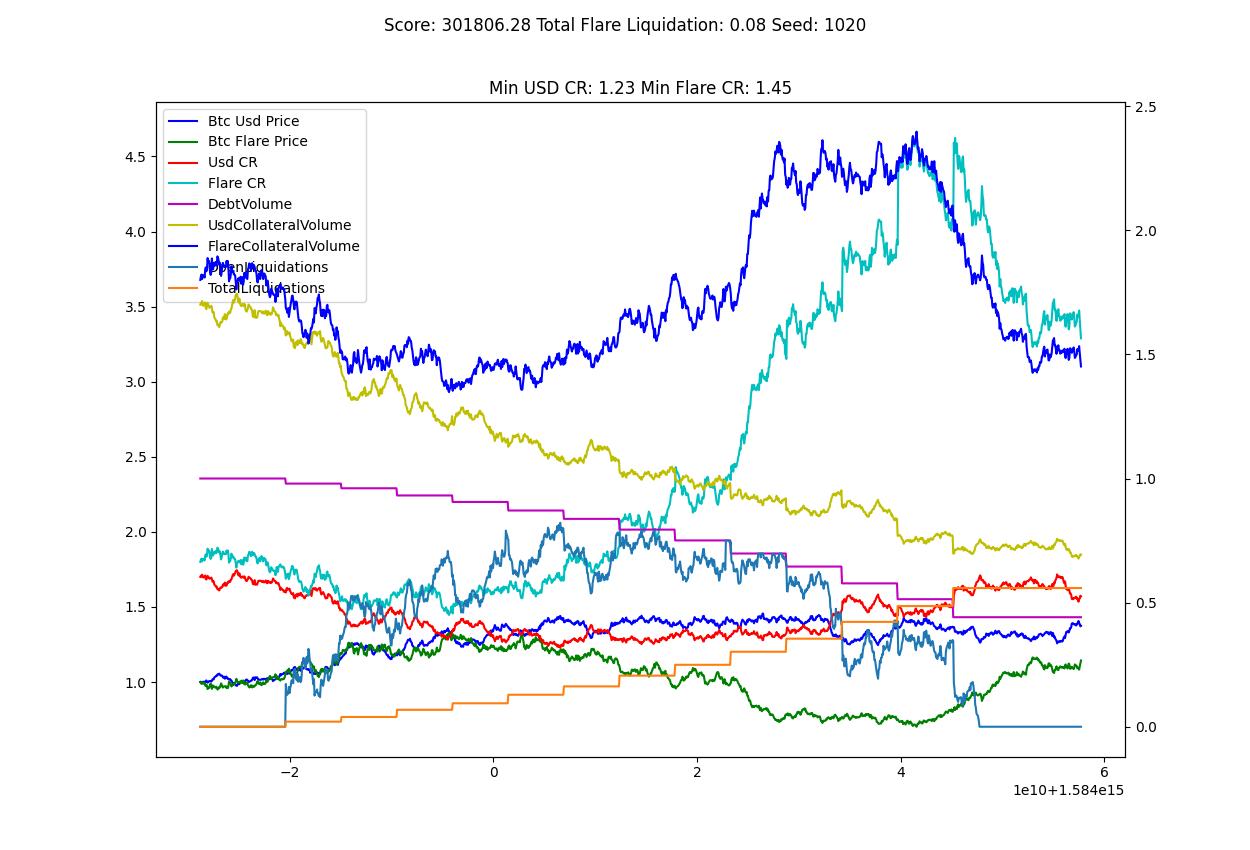 Score: 301806.28 Total Flare Liquidation: 0.08 Seed: 1020
Min USD CR: 1.23 Min Flare CR: 1.45
Btc Usd Price
Btc Flare Price
Usd CR
Flare CR
DebtVolume
UsdCollateralVolume
FlareCollateralVolume
OpenLiquidations
TotalLiquidations
4.5
4.0
3.5
3.0
2.5
2.0
1.5
1.0
2.5
2.0
1.5
1.0
0.5
0.0
−2
0
2
4
6
1e10+1.584e15